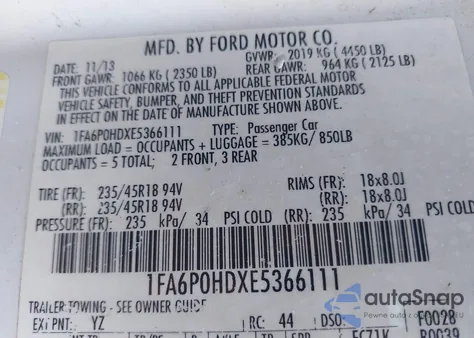 MFD. BY FORD MOTOR CO.
DATE: 11/13 GVWR: 2019 KG (4450 LB)
FRONT GAWR: 1066 KG (2350 LB) REAR GAWR: 964 KG (2125 LB)
THIS VEHICLE CONFORMS TO ALL APPLICABLE FEDERAL MOTOR
VEHICLE SAFETY, BUMPER, AND THEFT PREVENTION STANDARDS
IN EFFECT ON THE DATE OF MANUFACTURE SHOWN ABOVE.
VIN: 1FA6P0HDXE5366111 TYPE: Passenger Car
MAXIMUM LOAD = OCCUPANTS + LUGGAGE = 385KG/ 850LB
OCCUPANTS = 5 TOTAL; 2 FRONT, 3 REAR
TIRE (FR): 235/45R18 94V RIMS (FR): 18x8.0J
(RR): 235/45R18 94V (RR): 18x8.0J
PRESSURE (FR): 235 kPa/ 34 PSI COLD (RR): 235 kPa/ 34 PSI COLD
1FA6P0HDXE5366111
TRAILER TOWING - SEE OWNER GUIDE
EXT PNT: YZ RC: 44 DSO: F0028
autoSnap